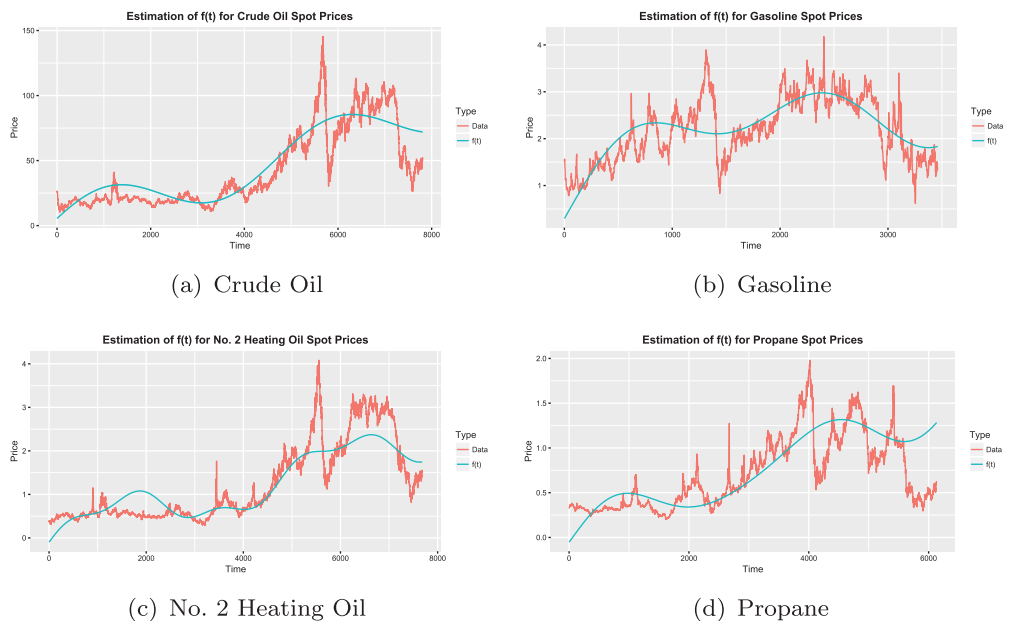 Estimation of f(t) for Crude Oil Spot Prices
150
100
50
0
Price
0 2000 4000 6000 8000
Time
Type
Data
f(t)
(a) Crude Oil
Estimation of f(t) for Gasoline Spot Prices
4
3
2
1
Price
0 1000 2000 3000
Time
Type
Data
f(t)
(b) Gasoline
Estimation of f(t) for No. 2 Heating Oil Spot Prices
4
3
2
1
0
Price
0 2000 4000 6000 8000
Time
Type
Data
f(t)
(c) No. 2 Heating Oil
Estimation of f(t) for Propane Spot Prices
2.0
1.5
1.0
0.5
0.0
Price
0 2000 4000 6000
Time
Type
Data
f(t)
(d) Propane